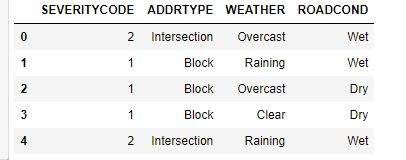 SEVERITYCODE ADDRTYPE WEATHER ROADCOND
0 2 Intersection Overcast Wet
1 1 Block Raining Wet
2 1 Block Overcast Dry
3 1 Block Clear Dry
4 2 Intersection Raining Wet